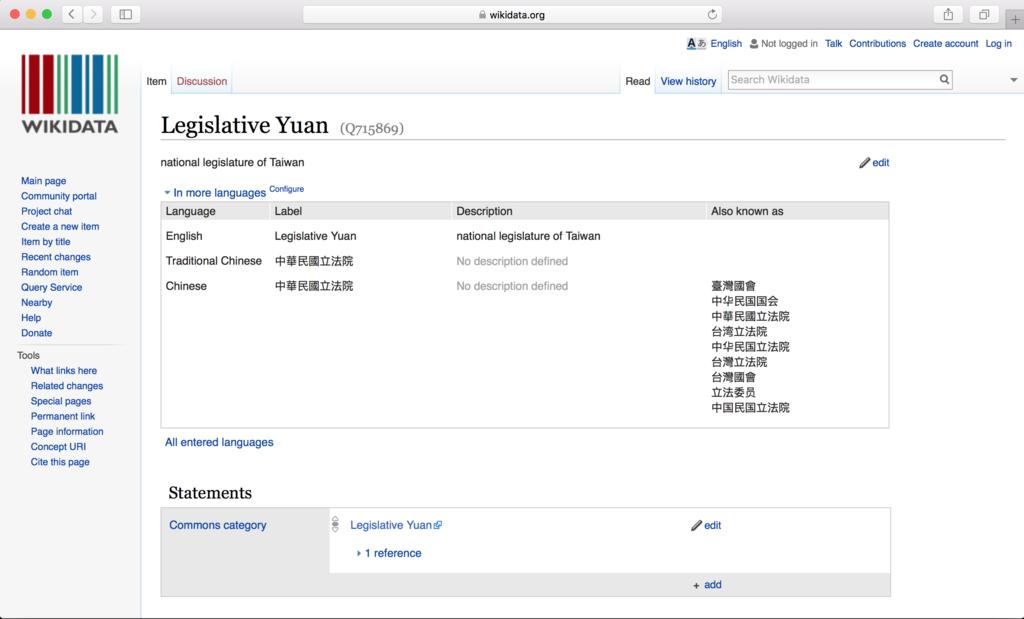 wikidata.org
Aあ English Not logged in Talk Contributions Create account Log in
WIKIDATA
Item Discussion Read View history Search Wikidata
Legislative Yuan (Q715869)
national legislature of Taiwan edit
In more languages Configure
Language Label Description Also known as
English Legislative Yuan national legislature of Taiwan
Traditional Chinese 中華民國立法院 No description defined
Chinese 中華民國立法院 No description defined 臺灣國會
中华民国国会
中華民國立法院
台湾立法院
中华民国立法院
台灣立法院
台灣國會
立法委员
中国民国立法院
All entered languages
Statements
Commons category Legislative Yuan edit
1 reference
+ add
Main page
Community portal
Project chat
Create a new item
Item by title
Recent changes
Random item
Query Service
Nearby
Help
Donate
Tools
What links here
Related changes
Special pages
Permanent link
Page information
Concept URI
Cite this page